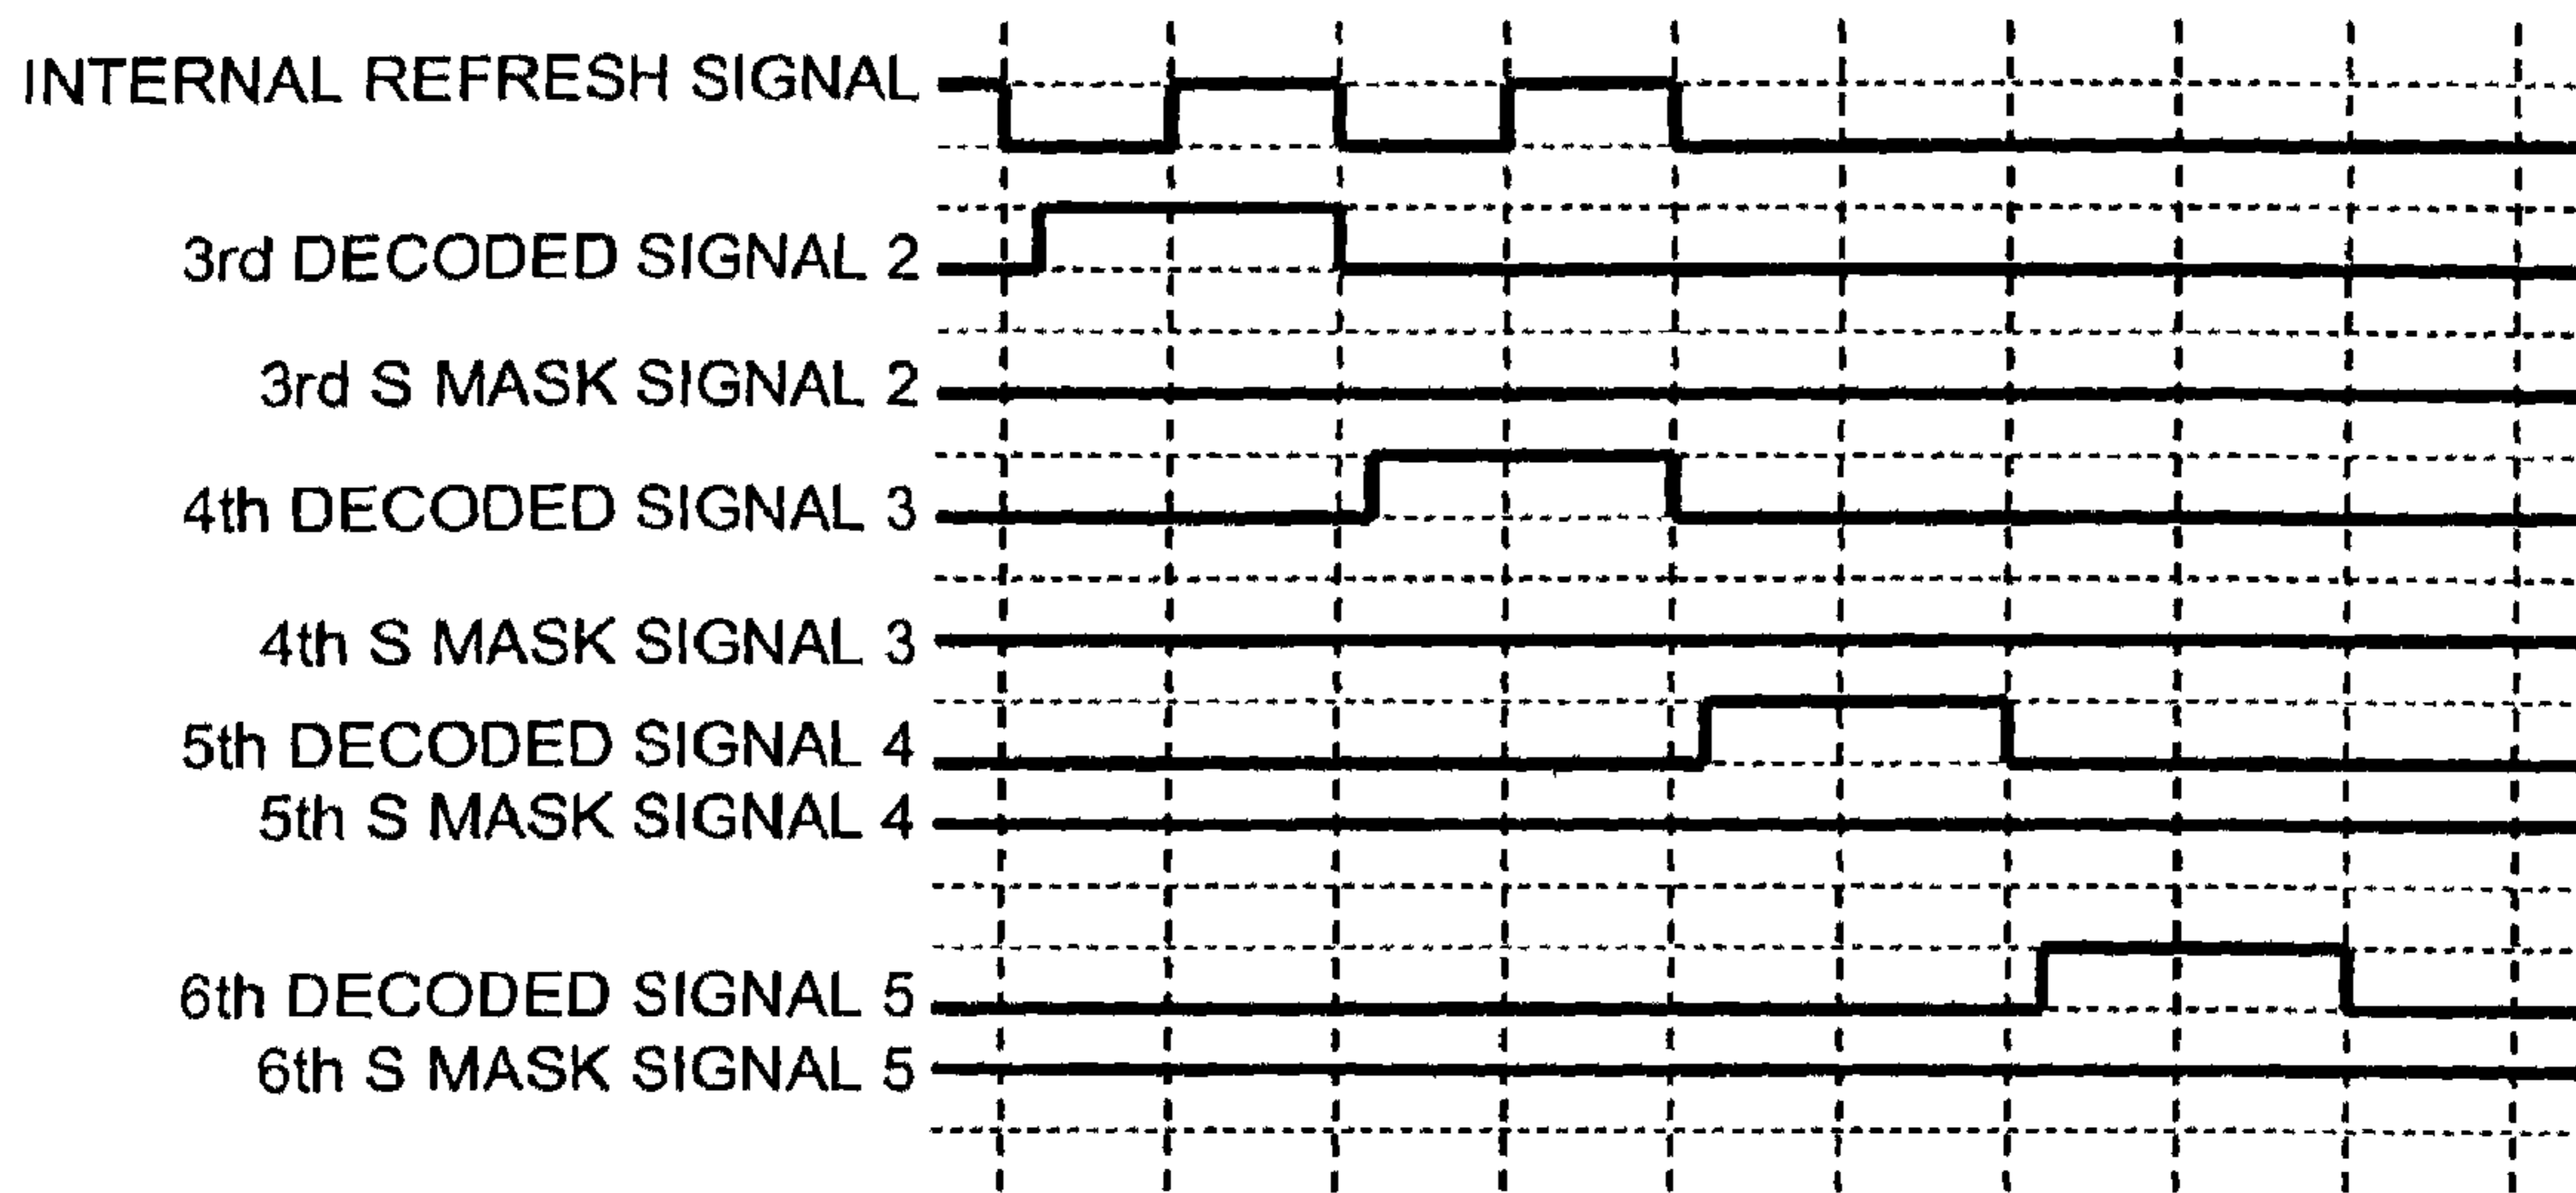 INTERNAL REFRESH SIGNAL
3rd DECODED SIGNAL 2
3rd S MASK SIGNAL 2
4th DECODED SIGNAL 3
4th S MASK SIGNAL 3
5th DECODED SIGNAL 4
5th S MASK SIGNAL 4
6th DECODED SIGNAL 5
6th S MASK SIGNAL 5